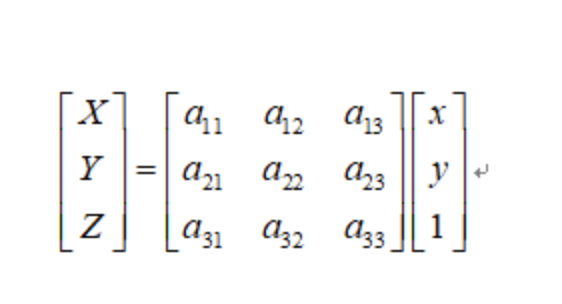 [X] = [a11 a12 a13] [x]
[Y] = [a21 a22 a23] [y] ↵
[Z] = [a31 a32 a33] [1]